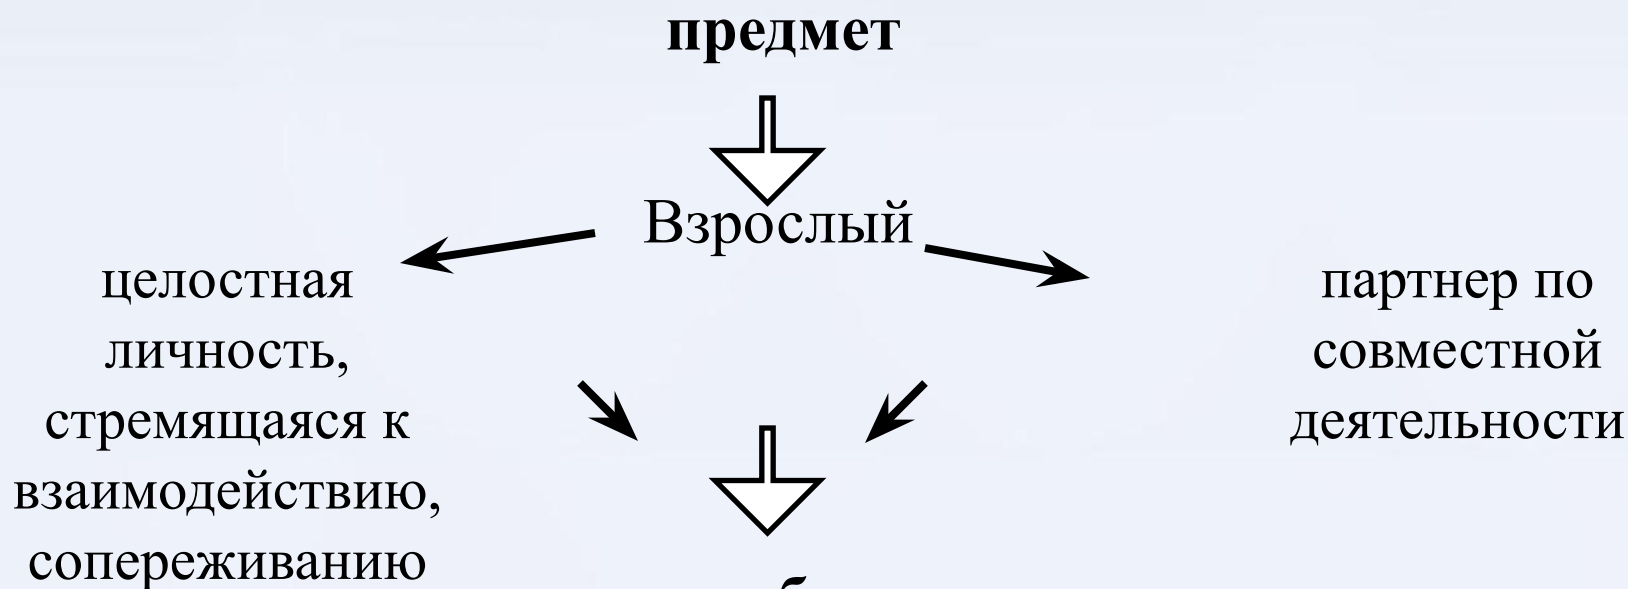 предмет
Взрослый
целостная
личность,
стремящаяся к
взаимодействию,
сопереживанию
партнер по
совместной
деятельности